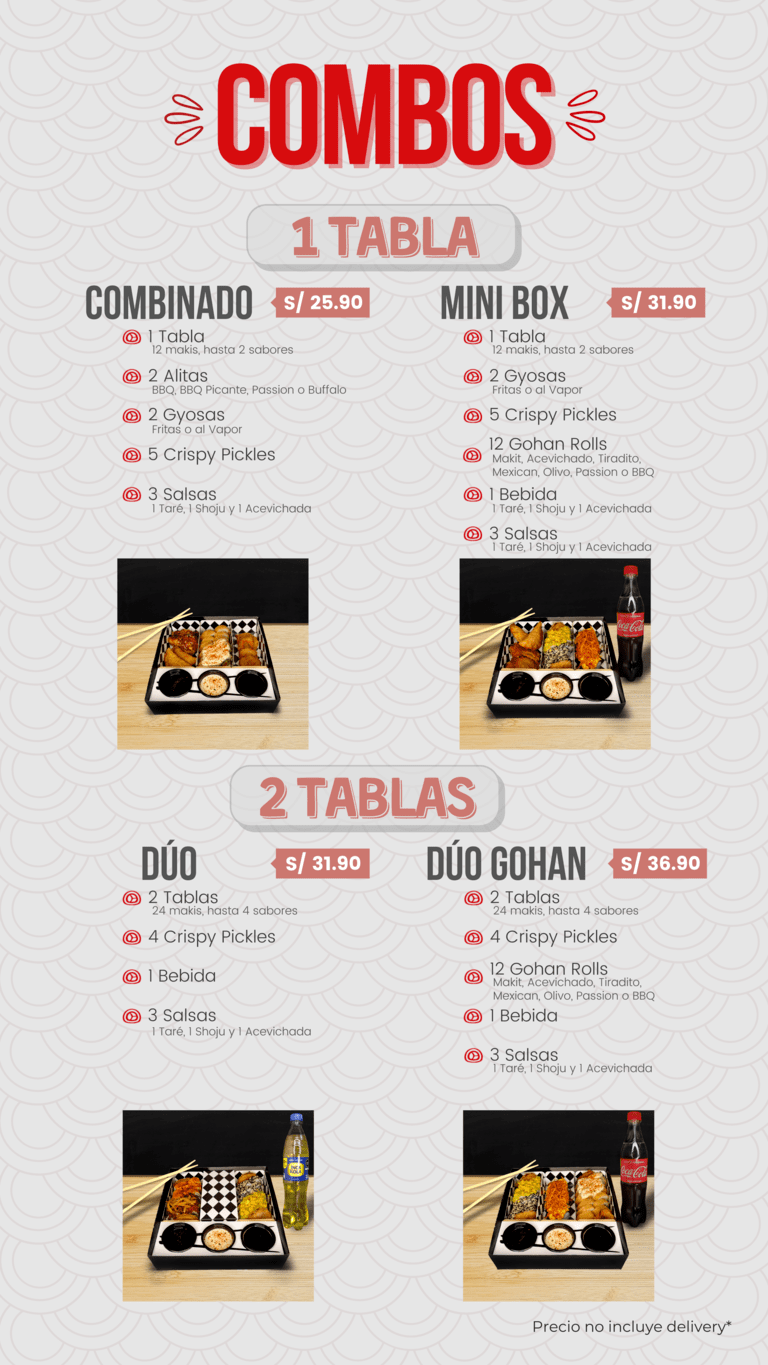 COMBOS
1 TABLA
COMBINADO
S/ 25.90
1 Tabla
12 makis, hasta 2 sabores
2 Alitas
BBQ, BBQ Picante, Passion o Buffalo
2 Gyosas
Fritas o al Vapor
5 Crispy Pickles
3 Salsas
1 Taré, 1 Shoju y 1 Acevichada
MINI BOX
S/ 31.90
1 Tabla
12 makis, hasta 2 sabores
2 Gyosas
Fritas o al Vapor
5 Crispy Pickles
12 Gohan Rolls
Makit, Acevichado, Tiradito,
Mexican, Olivo, Passion o BBQ
1 Bebida
1 Taré, 1 Shoju y 1 Acevichada
3 Salsas
1 Taré, 1 Shoju y 1 Acevichada
Coca-Cola
2 TABLAS
DÚO
S/ 31.90
2 Tablas
24 makis, hasta 4 sabores
4 Crispy Pickles
1 Bebida
3 Salsas
1 Taré, 1 Shoju y 1 Acevichada
DÚO GOHAN
S/ 36.90
2 Tablas
24 makis, hasta 4 sabores
4 Crispy Pickles
12 Gohan Rolls
Makit, Acevichado, Tiradito,
Mexican, Olivo, Passion o BBQ
1 Bebida
3 Salsas
1 Taré, 1 Shoju y 1 Acevichada
Coca-Cola
Precio no incluye delivery*